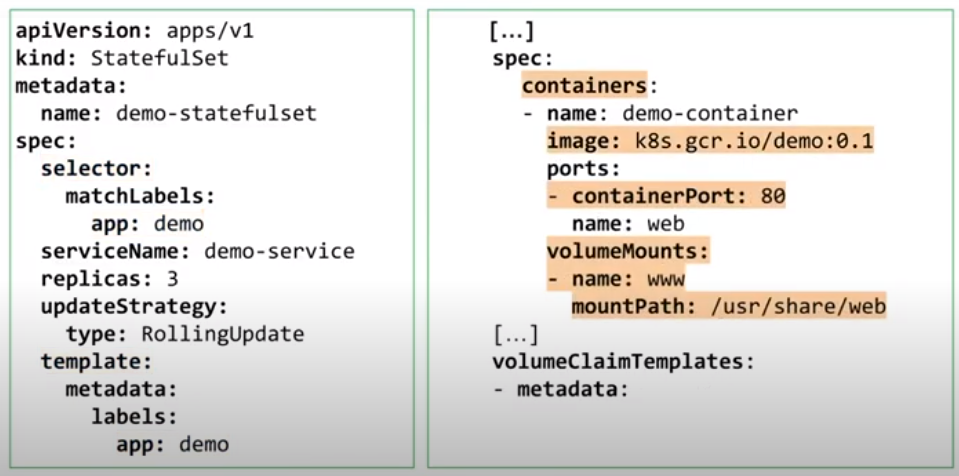 apiVersion: apps/v1
kind: StatefulSet
metadata:
  name: demo-statefulset
spec:
  selector:
    matchLabels:
      app: demo
  serviceName: demo-service
  replicas: 3
  updateStrategy:
    type: RollingUpdate
  template:
    metadata:
      labels:
        app: demo
[...]
spec:
  containers:
  - name: demo-container
    image: k8s.gcr.io/demo:0.1
    ports:
    - containerPort: 80
      name: web
    volumeMounts:
    - name: www
      mountPath: /usr/share/web
[...]
volumeClaimTemplates:
- metadata: